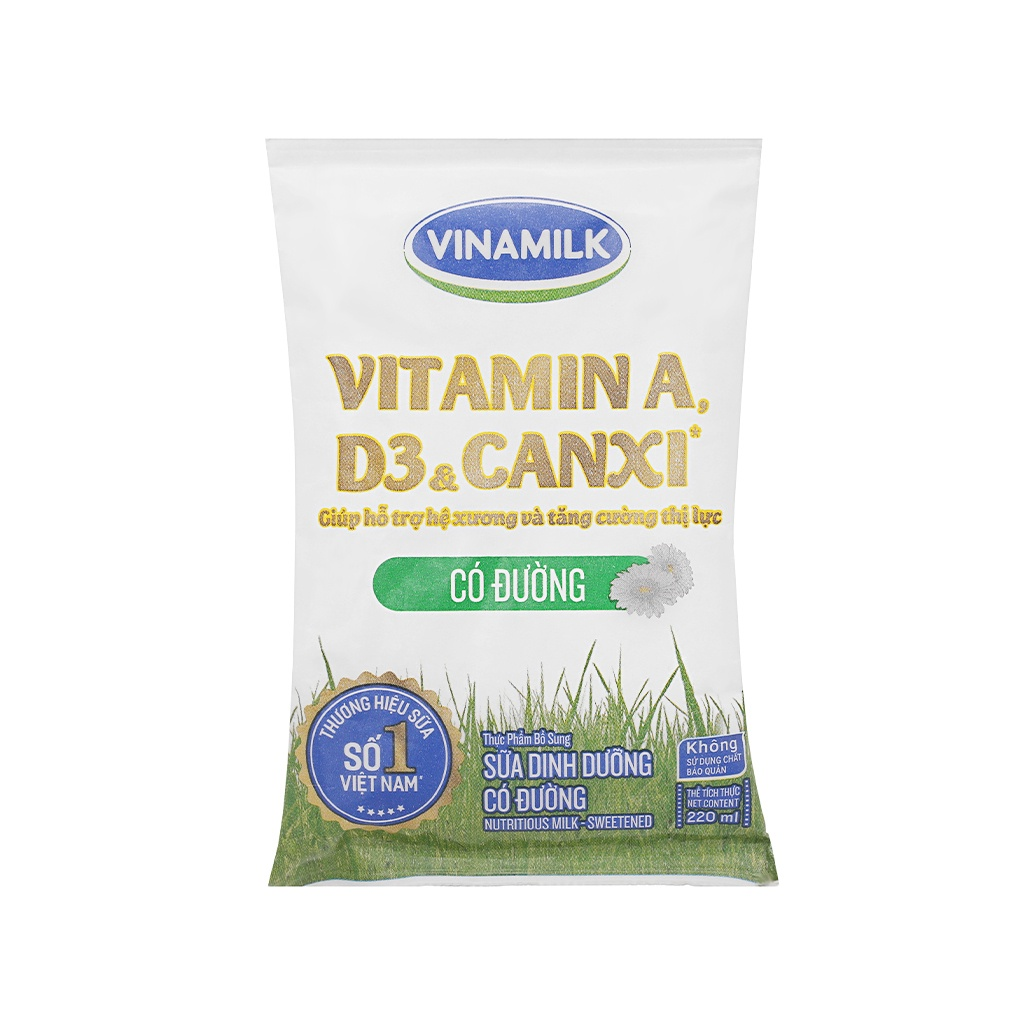 VINAMILK
VITAMIN A,
D3 & CANXI*
Giúp hỗ trợ hệ xương và tăng cường thị lực
CÓ ĐƯỜNG
THƯƠNG HIỆU SỮA
SỐ 1
VIỆT NAM*
Thực Phẩm Bổ Sung
SỮA DINH DƯỠNG
CÓ ĐƯỜNG
NUTRITIOUS MILK - SWEETENED
Không
SỬ DỤNG CHẤT
BẢO QUẢN
THỂ TÍCH THỰC
NET CONTENT
220 ml